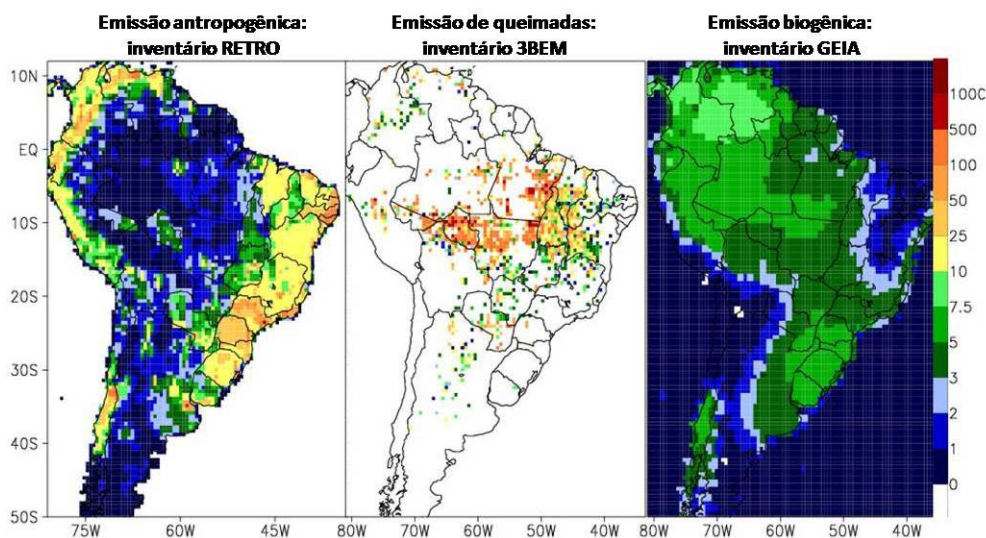 Emissão antropogênica:
inventário RETRO
Emissão de queimadas:
inventário 3BEM
Emissão biogênica:
inventário GEIA
10N
EQ
10S
20S
30S
40S
50S
75W 60W 45W
80W 70W 60W 50W 40W
80W 70W 60W 50W 40W
100C
500
100
50
25
10
7.5
5
3
2
1
0